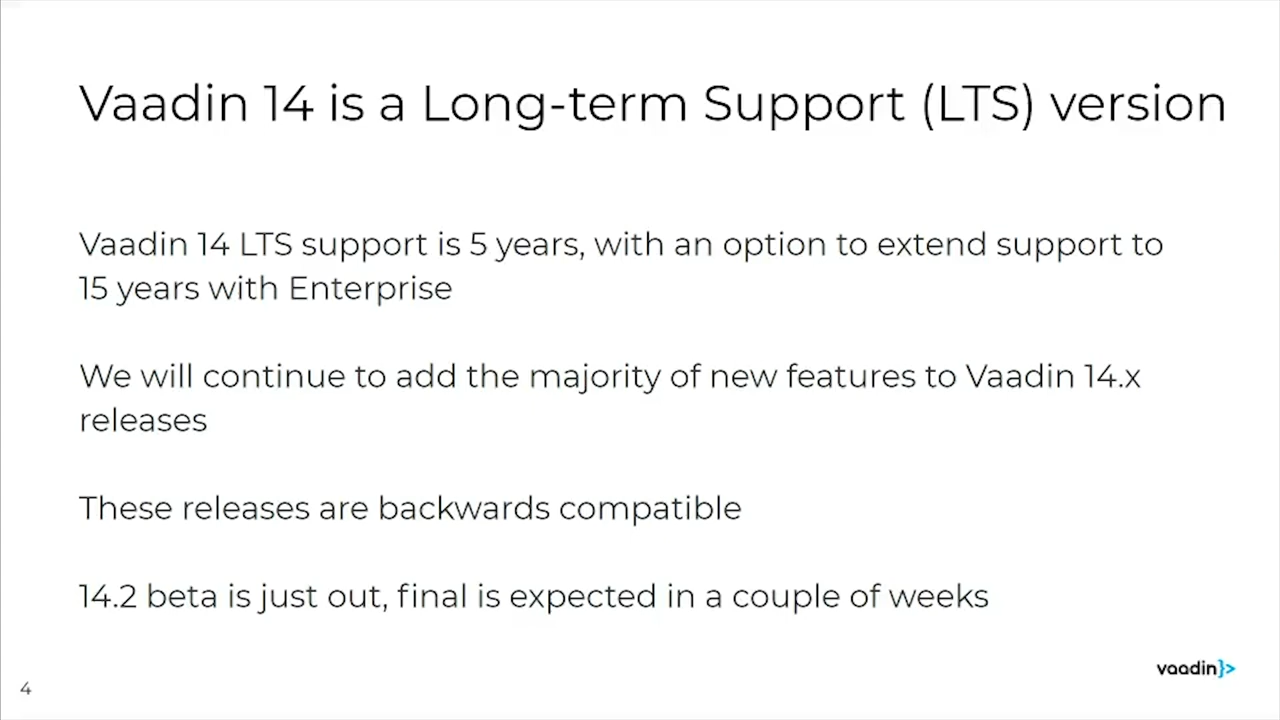 Vaadin 14 is a Long-term Support (LTS) version
Vaadin 14 LTS support is 5 years, with an option to extend support to
15 years with Enterprise
We will continue to add the majority of new features to Vaadin 14.x
releases
These releases are backwards compatible
14.2 beta is just out, final is expected in a couple of weeks
vaadin}>
4